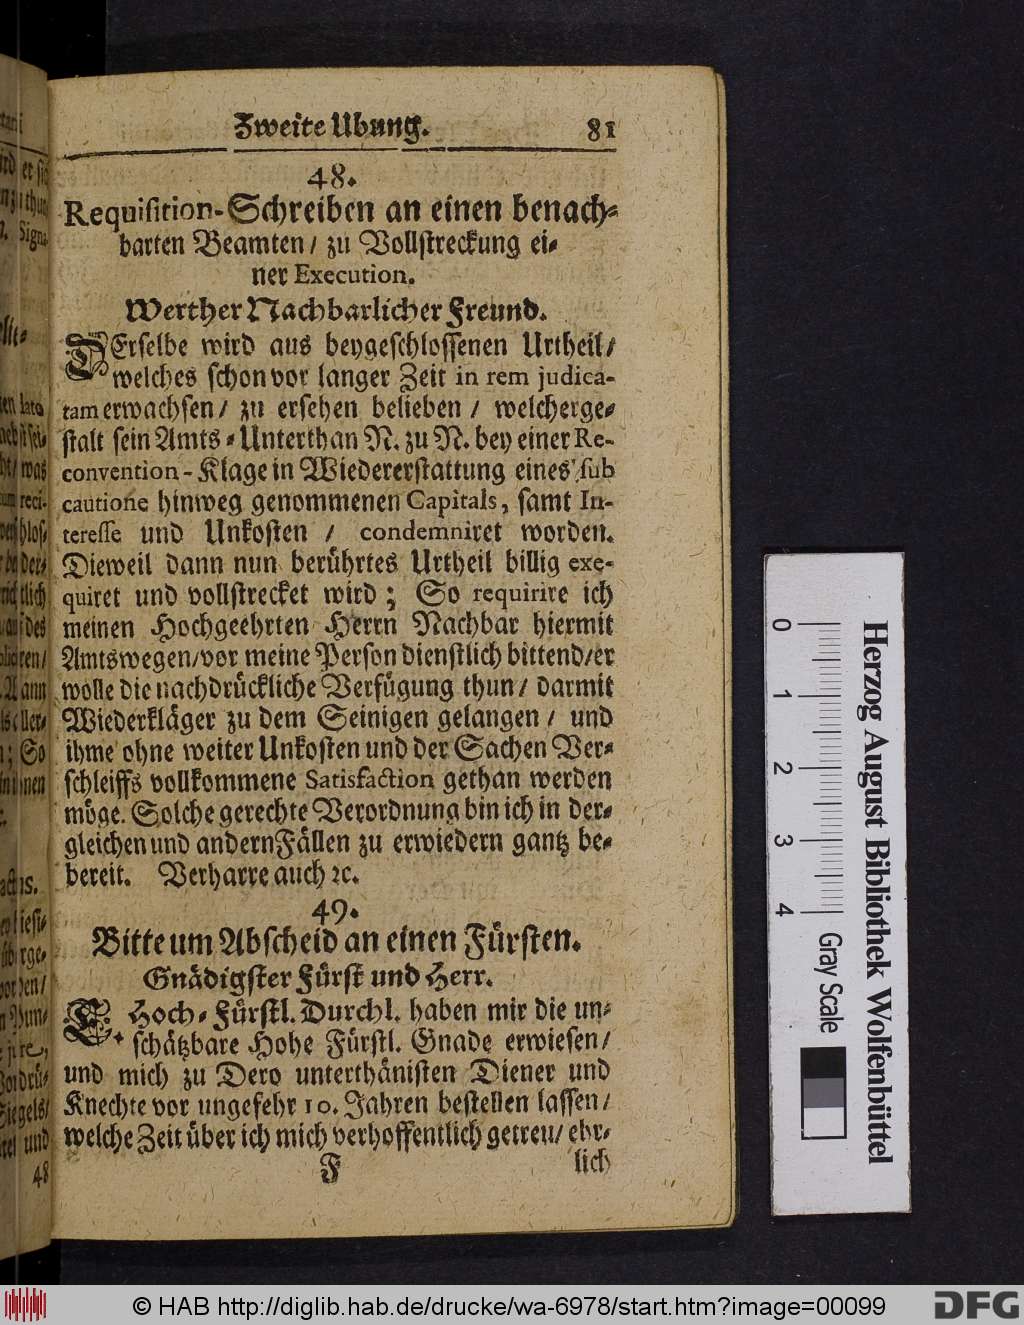 Zweite Ubung. 81
48.
Requisition-Schreiben an einen benach-
barten Beamten / zu Vollstreckung ei-
ner Execution.
Werther Nachbarlicher Freund.
DErselbe wird aus beygeschlossenen Urtheil /
welches schon vor langer Zeit in rem judica-
tam erwachsen / zu ersehen belieben / welcherge-
stalt sein Amts-Unterthan N. zu N. bey einer Re-
convention-Klage in Wiedererstattung eines sub
cautione hinweg genommenen Capitals, samt In-
teresse und Unkosten / condemniret worden.
Dieweil dann nun berührtes Urtheil billig exe-
quiret und vollstrecket wird; So requirire ich
meinen Hochgeehrten Herrn Nachbar hiermit
Amtswegen / vor meine Person dienstlich bittend / er
wolle die nachdrückliche Verfügung thun / darmit
Wiederkläger zu dem Seinigen gelangen / und
ihme ohne weiter Unkosten und der Sachen Ver-
schleiffs vollkommene Satisfaction gethan werden
möge. Solche gerechte Verordnung bin ich in der-
gleichen und andern Fällen zu erwiedern gantz be-
bereit. Verharre auch ꝛc.
49.
Bitte um Abscheid an einen Fürsten.
Gnädigster Fürst und Herr.
E. Hoch-Fürstl. Durchl. haben mir die un-
schätzbare Hohe Fürstl. Gnade erwiesen /
und mich zu Dero unterthänisten Diener und
Knechte vor ungefehr 10. Jahren bestellen lassen /
welche Zeit über ich mich verhoffentlich getreu / ehr-
F lich
0 1 2 3 4
Herzog August Bibliothek Wolfenbüttel
Gray Scale
© HAB http://diglib.hab.de/drucke/wa-6978/start.htm?image=00099
DFG